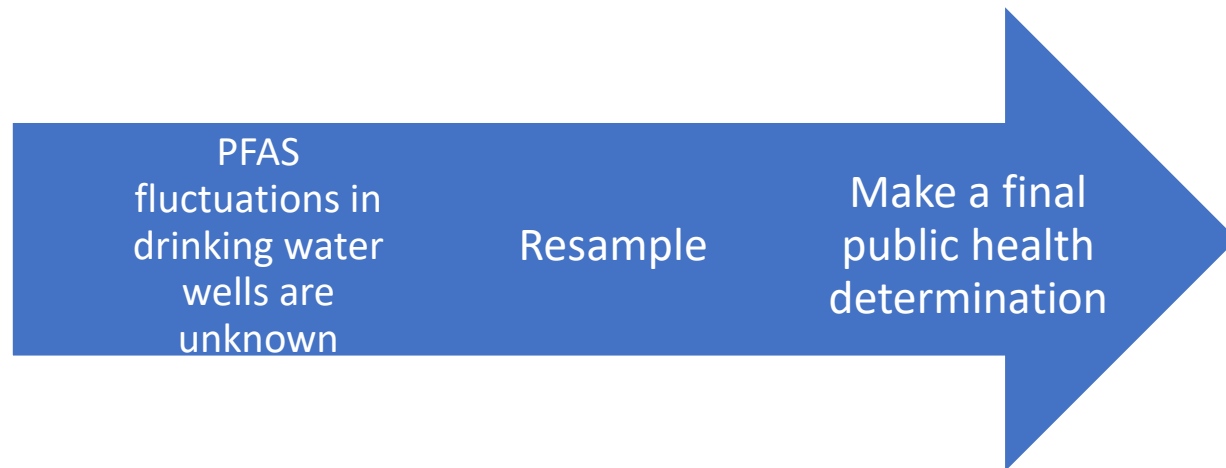 PFAS
fluctuations in
drinking water
wells are
unknown
Resample
Make a final
public health
determination